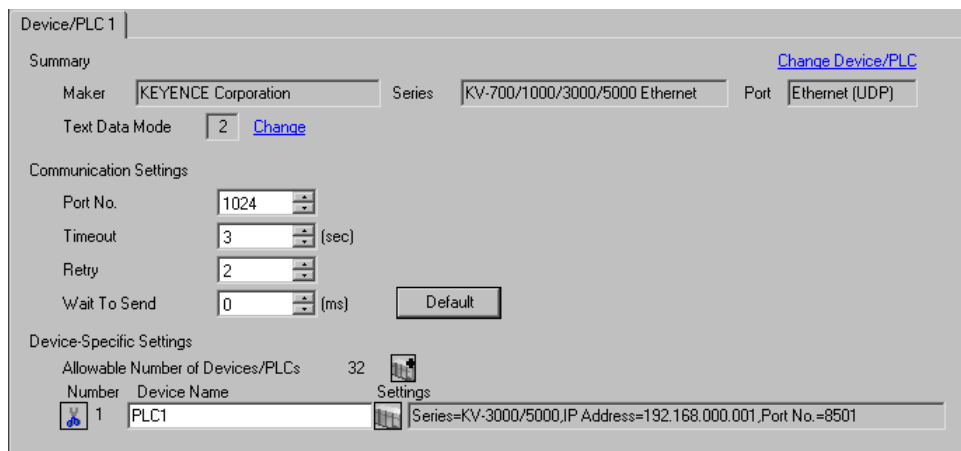 Device/PLC 1
Summary Change Device/PLC
Maker KEYENCE Corporation Series KV-700/1000/3000/5000 Ethernet Port Ethernet (UDP)
Text Data Mode 2 Change
Communication Settings
Port No. 1024
Timeout 3 (sec)
Retry 2
Wait To Send 0 (ms) Default
Device-Specific Settings
Allowable Number of Devices/PLCs 32
Number Device Name Settings
1 PLC1 Series=KV-3000/5000,IP Address=192.168.000.001,Port No.=8501